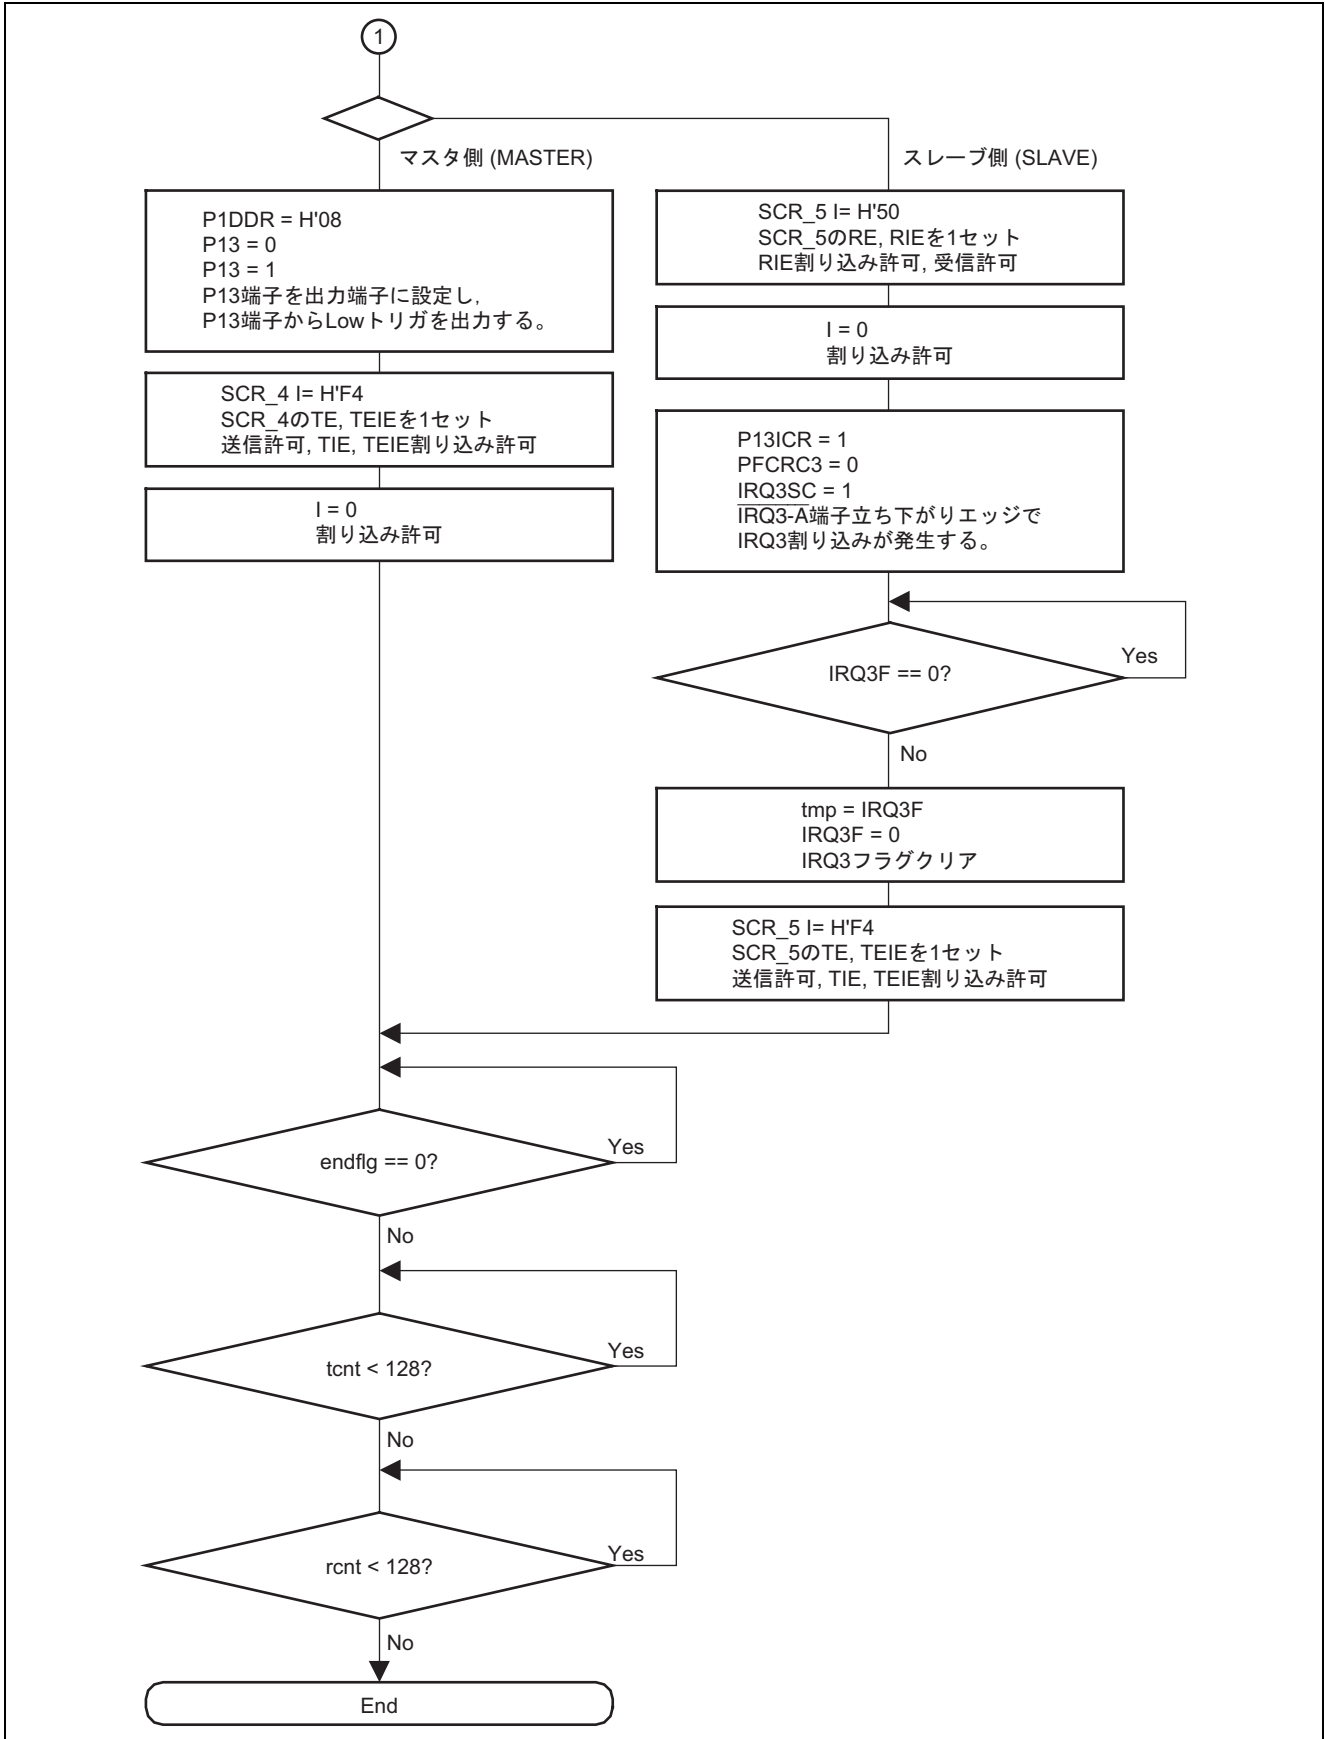 1
マスタ側 (MASTER)
P1DDR = H'08
P13 = 0
P13 = 1
P13端子を出力端子に設定し,
P13端子からLowトリガを出力する。
SCR_4 I= H'F4
SCR_4のTE, TEIEを1セット
送信許可, TIE, TEIE割り込み許可
I = 0
割り込み許可
スレーブ側 (SLAVE)
SCR_5 I= H'50
SCR_5のRE, RIEを1セット
RIE割り込み許可, 受信許可
I = 0
割り込み許可
P13ICR = 1
PFCRC3 = 0
IRQ3SC = 1
IRQ3-A端子立ち下がりエッジで
IRQ3割り込みが発生する。
IRQ3F == 0?
Yes
No
tmp = IRQ3F
IRQ3F = 0
IRQ3フラグクリア
SCR_5 I= H'F4
SCR_5のTE, TEIEを1セット
送信許可, TIE, TEIE割り込み許可
endflg == 0?
Yes
No
tcnt < 128?
Yes
No
rcnt < 128?
Yes
No
End